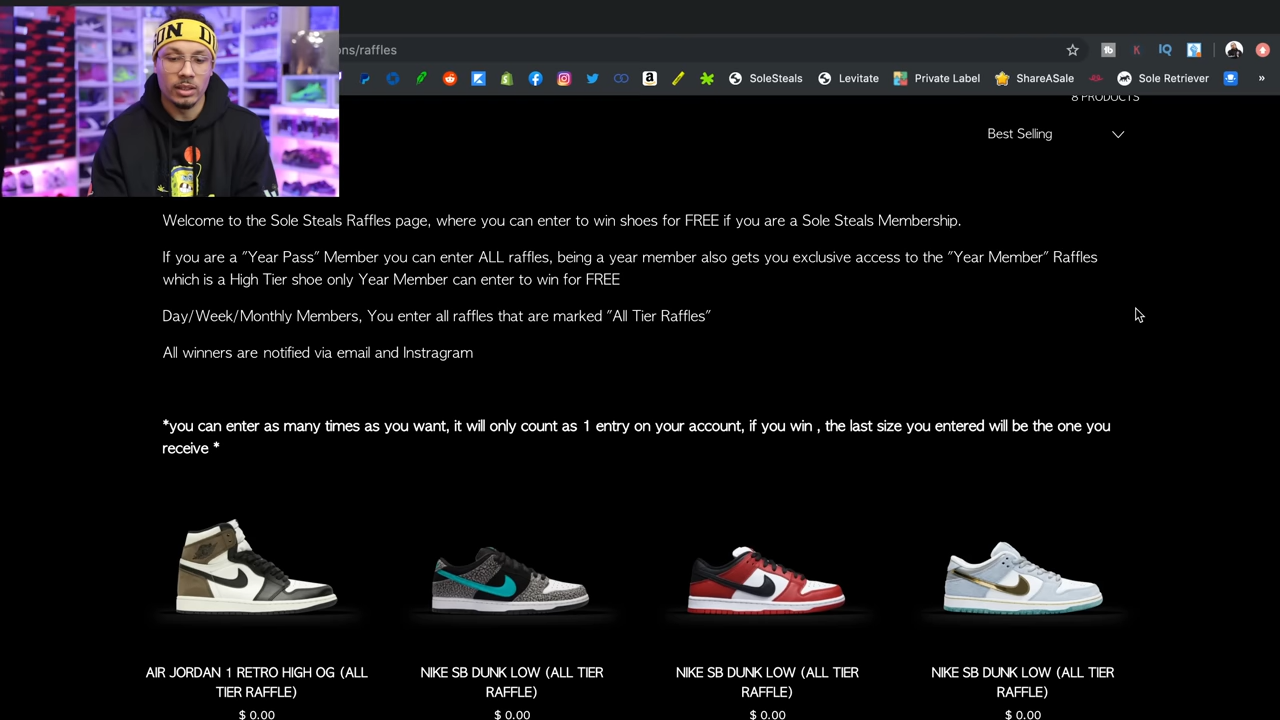 ON D
ons/raffles
IQ
SoleSteals
Levitate
Private Label
ShareASale
Sole Retriever
»
8 PRODUCTS
Best Selling
Welcome to the Sole Steals Raffles page, where you can enter to win shoes for FREE if you are a Sole Steals Membership.
If you are a "Year Pass" Member you can enter ALL raffles, being a year member also gets you exclusive access to the "Year Member" Raffles
which is a High Tier shoe only Year Member can enter to win for FREE
Day/Week/Monthly Members, You enter all raffles that are marked "All Tier Raffles"
All winners are notified via email and Instragram
*you can enter as many times as you want, it will only count as 1 entry on your account, if you win , the last size you entered will be the one you
receive *
AIR JORDAN 1 RETRO HIGH OG (ALL
TIER RAFFLE)
$ 0.00
NIKE SB DUNK LOW (ALL TIER
RAFFLE)
$ 0.00
NIKE SB DUNK LOW (ALL TIER
RAFFLE)
$ 0.00
NIKE SB DUNK LOW (ALL TIER
RAFFLE)
$ 0.00